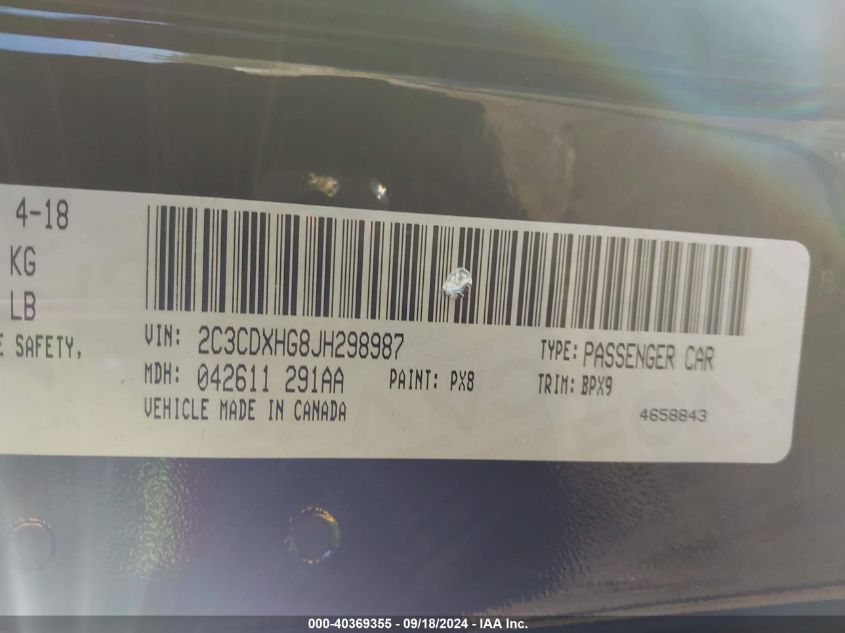 4-18
KG
LB
E SAFETY,
VIN: 2C3CDXHG8JH298987
TYPE: PASSENGER CAR
MDH: 042611 291AA
PAINT: PX8
TRIM: BPX9
VEHICLE MADE IN CANADA
4658843
000-40369355 - 09/18/2024 - IAA Inc.